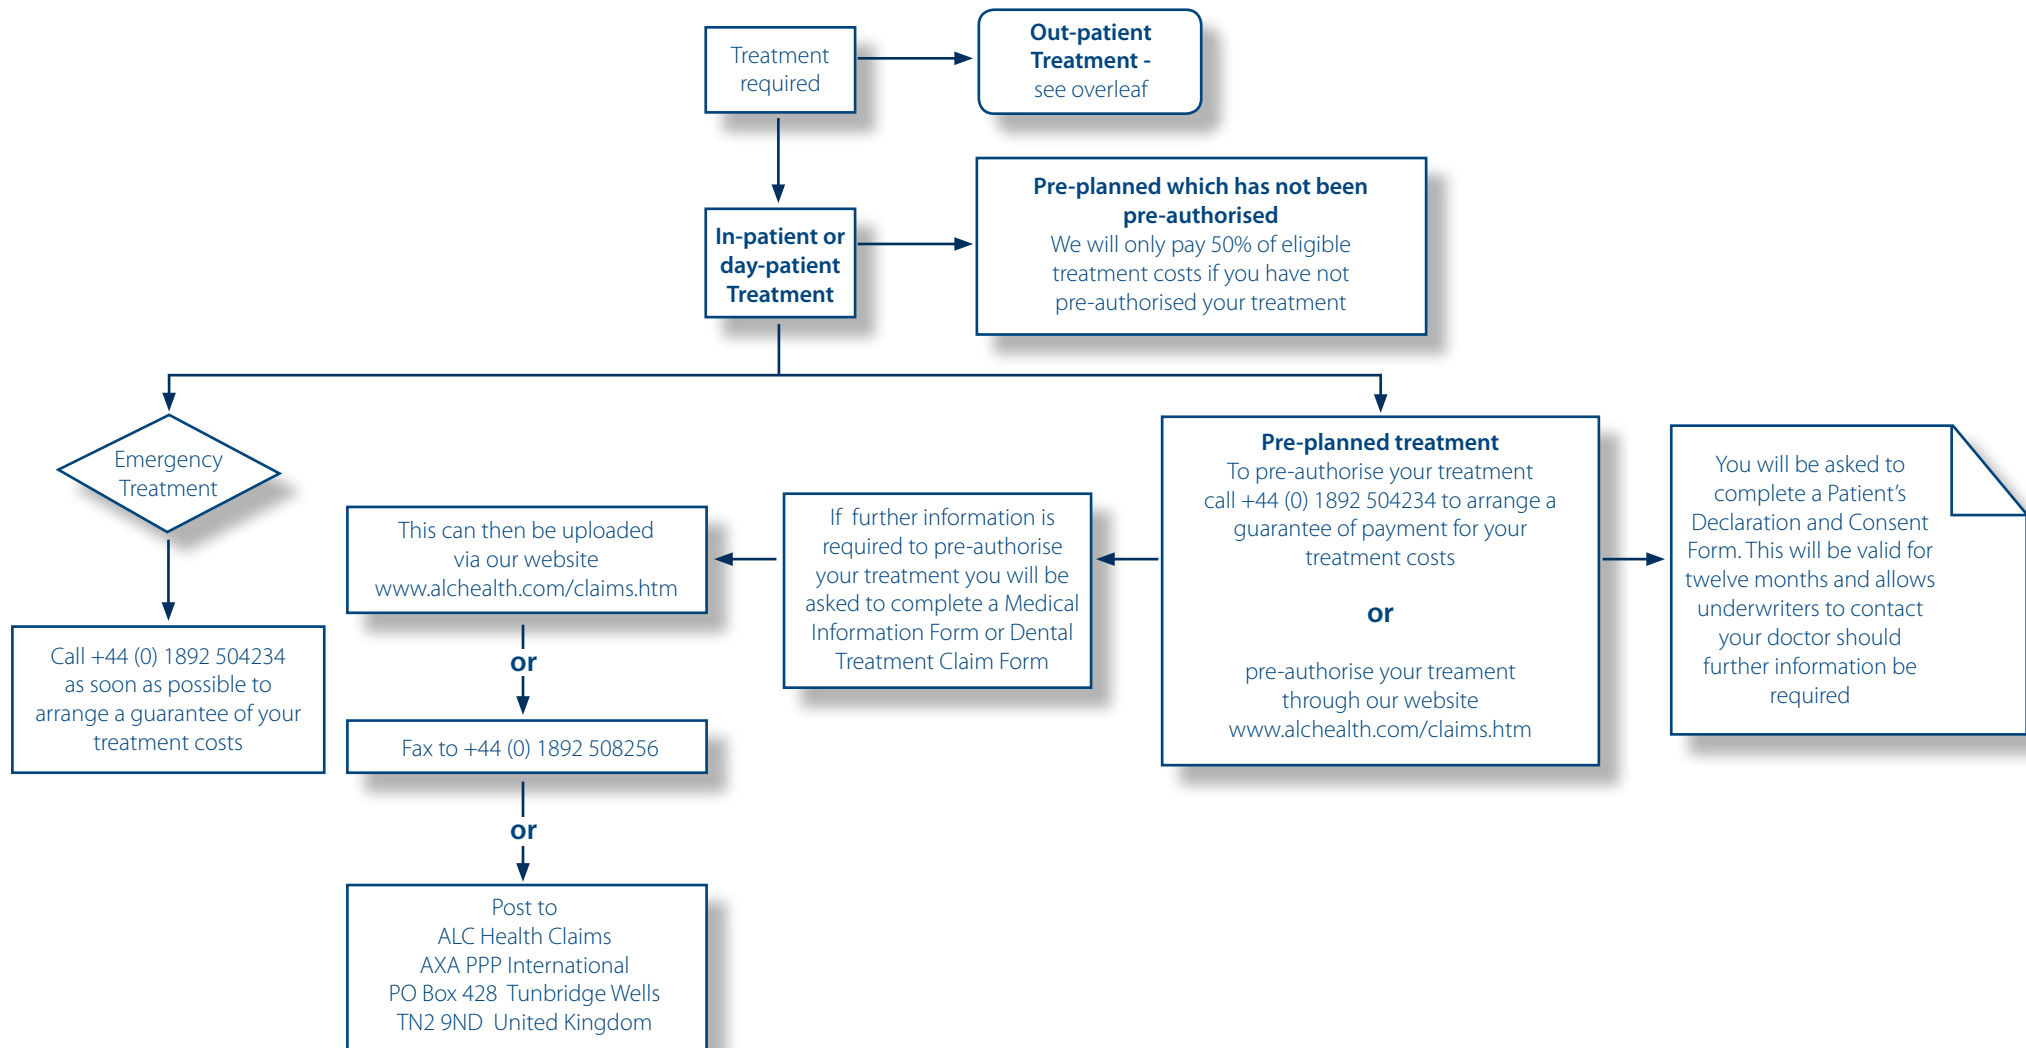 Treatment
required
Out-patient
Treatment -
see overleaf
In-patient or
day-patient
Treatment
Pre-planned which has not been
pre-authorised
We will only pay 50% of eligible
treatment costs if you have not
pre-authorised your treatment
Emergency
Treatment
Call +44 (0) 1892 504234
as soon as possible to
arrange a guarantee of your
treatment costs
Pre-planned treatment
To pre-authorise your treatment
call +44 (0) 1892 504234 to arrange a
guarantee of payment for your
treatment costs
or
pre-authorise your treament
through our website
www.alchealth.com/claims.htm
You will be asked to
complete a Patient’s
Declaration and Consent
Form. This will be valid for
twelve months and allows
underwriters to contact
your doctor should
further information be
required
If further information is
required to pre-authorise
your treatment you will be
asked to complete a Medical
Information Form or Dental
Treatment Claim Form
This can then be uploaded
via our website
www.alchealth.com/claims.htm
or
Fax to +44 (0) 1892 508256
or
Post to
ALC Health Claims
AXA PPP International
PO Box 428 Tunbridge Wells
TN2 9ND United Kingdom